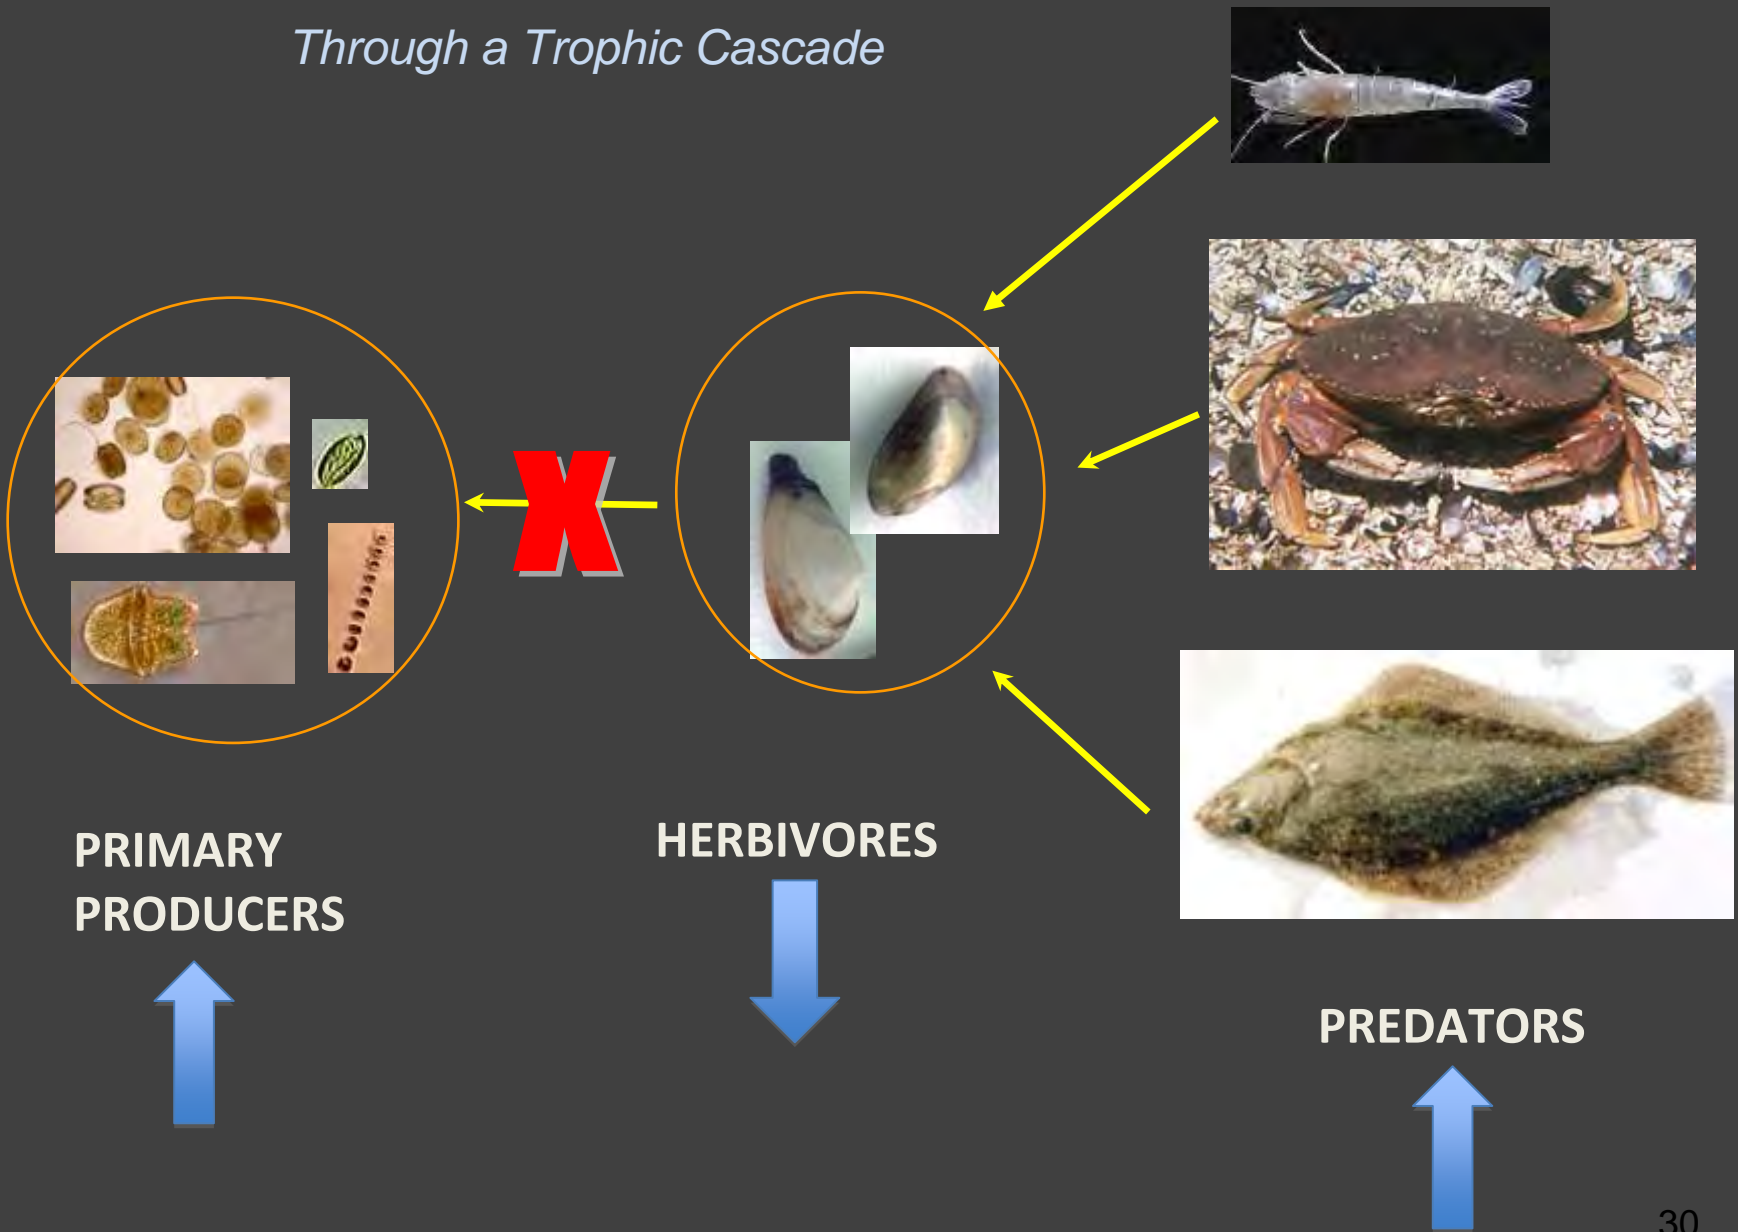 Through a Trophic Cascade
X
PRIMARY
PRODUCERS
HERBIVORES
PREDATORS
30